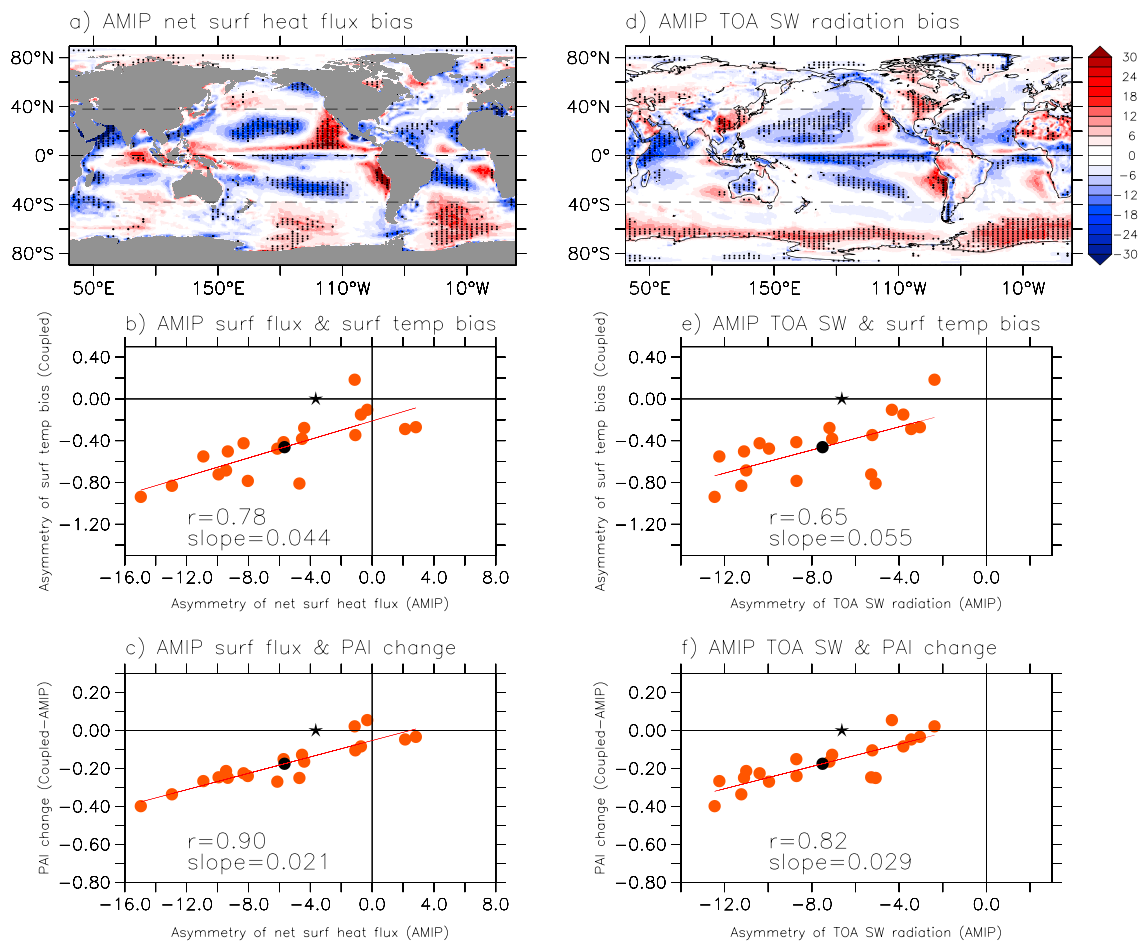 a) AMIP net surf heat flux bias
80°N
40°N
0°
40°S
80°S
50°E 150°E 110°W 10°W
d) AMIP TOA SW radiation bias
80°N
40°N
0°
40°S
80°S
50°E 150°E 110°W 10°W
30
24
18
12
6
0
−6
−12
−18
−24
−30
b) AMIP surf flux & surf temp bias
Asymmetry of surf temp bias (Coupled)
0.40
0.00
−0.40
−0.80
−1.20
r=0.78
slope=0.044
−16.0 −12.0 −8.0 −4.0 0.0 4.0 8.0
Asymmetry of net surf heat flux (AMIP)
e) AMIP TOA SW & surf temp bias
Asymmetry of surf temp bias (Coupled)
0.40
0.00
−0.40
−0.80
−1.20
r=0.65
slope=0.055
−12.0 −8.0 −4.0 0.0
Asymmetry of TOA SW radiation (AMIP)
c) AMIP surf flux & PAI change
PAI change (Coupled−AMIP)
0.20
0.00
−0.20
−0.40
−0.60
−0.80
r=0.90
slope=0.021
−16.0 −12.0 −8.0 −4.0 0.0 4.0 8.0
Asymmetry of net surf heat flux (AMIP)
f) AMIP TOA SW & PAI change
PAI change (Coupled−AMIP)
0.20
0.00
−0.20
−0.40
−0.60
−0.80
r=0.82
slope=0.029
−12.0 −8.0 −4.0 0.0
Asymmetry of TOA SW radiation (AMIP)